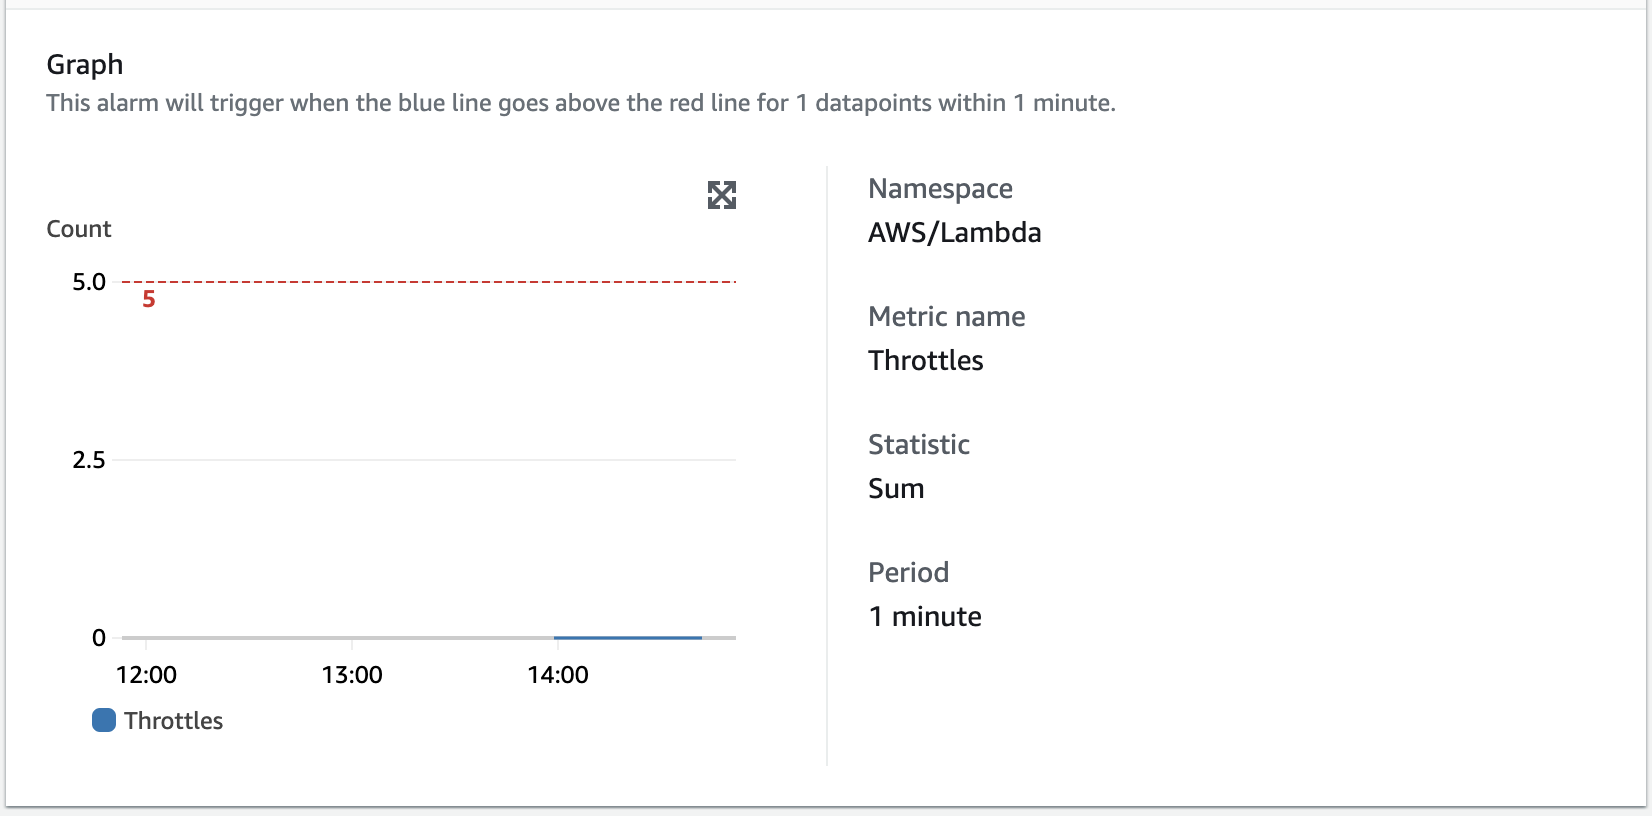 Graph
This alarm will trigger when the blue line goes above the red line for 1 datapoints within 1 minute.
Count
5.0
5
2.5
0
12:00
13:00
14:00
Throttles
Namespace
AWS/Lambda
Metric name
Throttles
Statistic
Sum
Period
1 minute